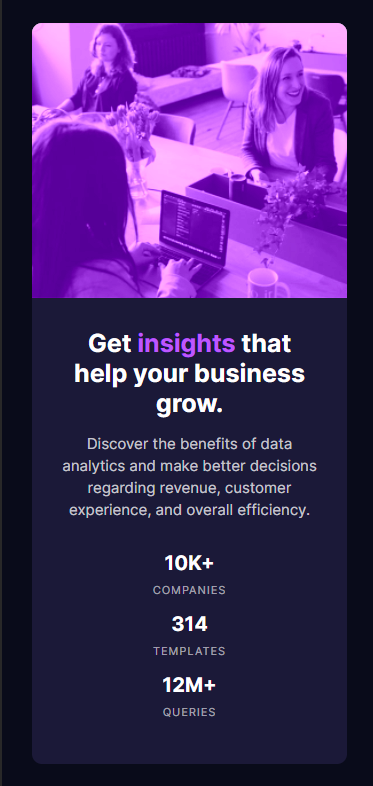 Get insights that
help your business
grow.
Discover the benefits of data
analytics and make better decisions
regarding revenue, customer
experience, and overall efficiency.
10K+
COMPANIES
314
TEMPLATES
12M+
QUERIES